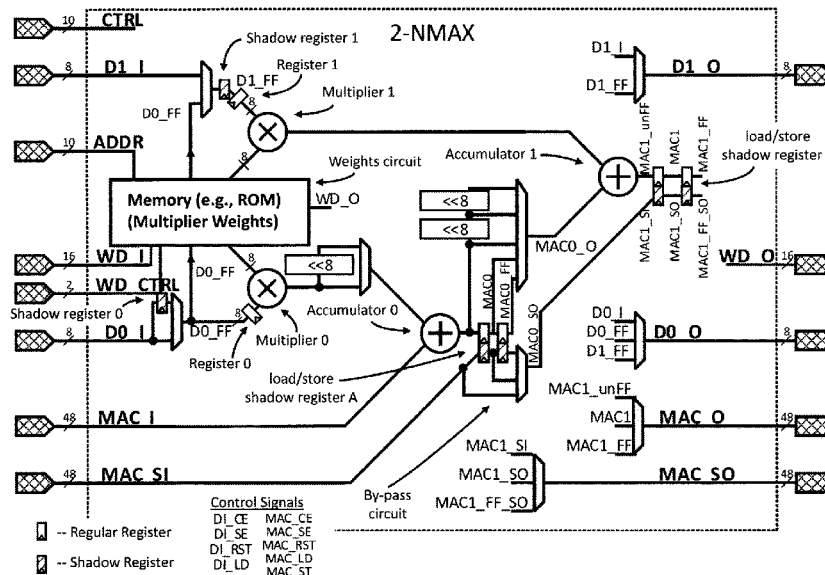 2-NMAX
10
CTRL
Shadow register 1
8
D1_I
D1_FF
Register 1
8
Multiplier 1
D0_FF
10
ADDR
8
Weights circuit
Memory (e.g., ROM)
(Multiplier Weights)
WD_O
16
WD_I
2
WD_CTRL
Shadow register 0
8
D0_I
D0_FF
D0_FF
8
<<8
8
Register 0
Multiplier 0
Accumulator 0
load/store
shadow register A
48
MAC_I
48
MAC_SI
By-pass
circuit
<<8
<<8
MAC0
MAC0_FF
MAC0_O
MAC0_SO
Accumulator 1
MAC1_unFF
MAC1
MAC1_FF
MAC1_SI
MAC1_SO
MAC1_FF_SO
load/store
shadow register
D1_I
D1_FF
D1_O
8
WD_O
16
D0_I
D0_FF
D1_FF
D0_O
8
MAC1_unFF
MAC1
MAC1_FF
MAC_O
48
MAC1_SI
MAC1_SO
MAC1_FF_SO
MAC_SO
48
-- Regular Register
-- Shadow Register
Control Signals
DI_CE MAC_CE
DI_SE MAC_SE
DI_RST MAC_RST
DI_LD MAC_LD
MAC_ST